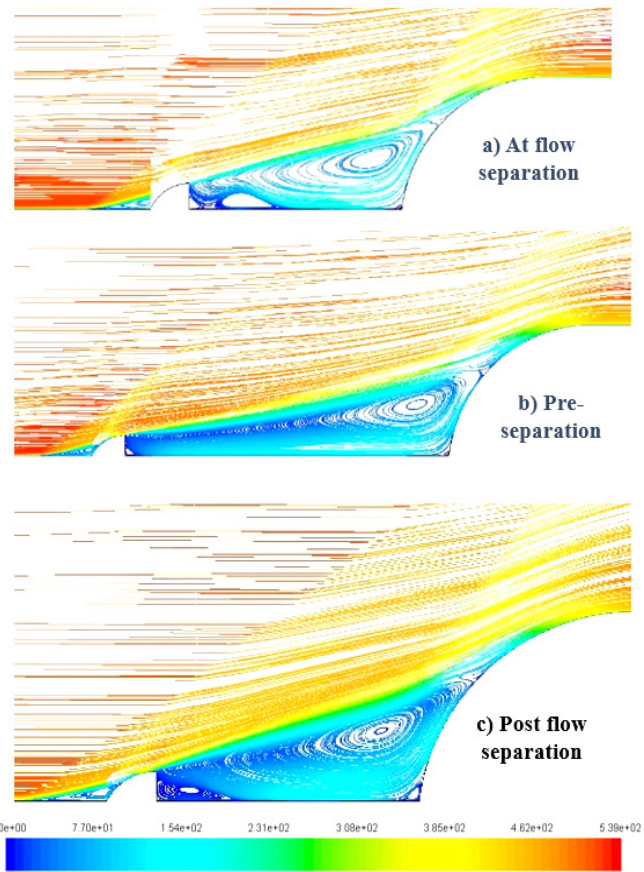 a) At flow
separation
b) Pre-
separation
c) Post flow
separation
0e+00 7.70e+01 1.54e+02 2.31e+02 3.08e+02 3.85e+02 4.62e+02 5.39e+02